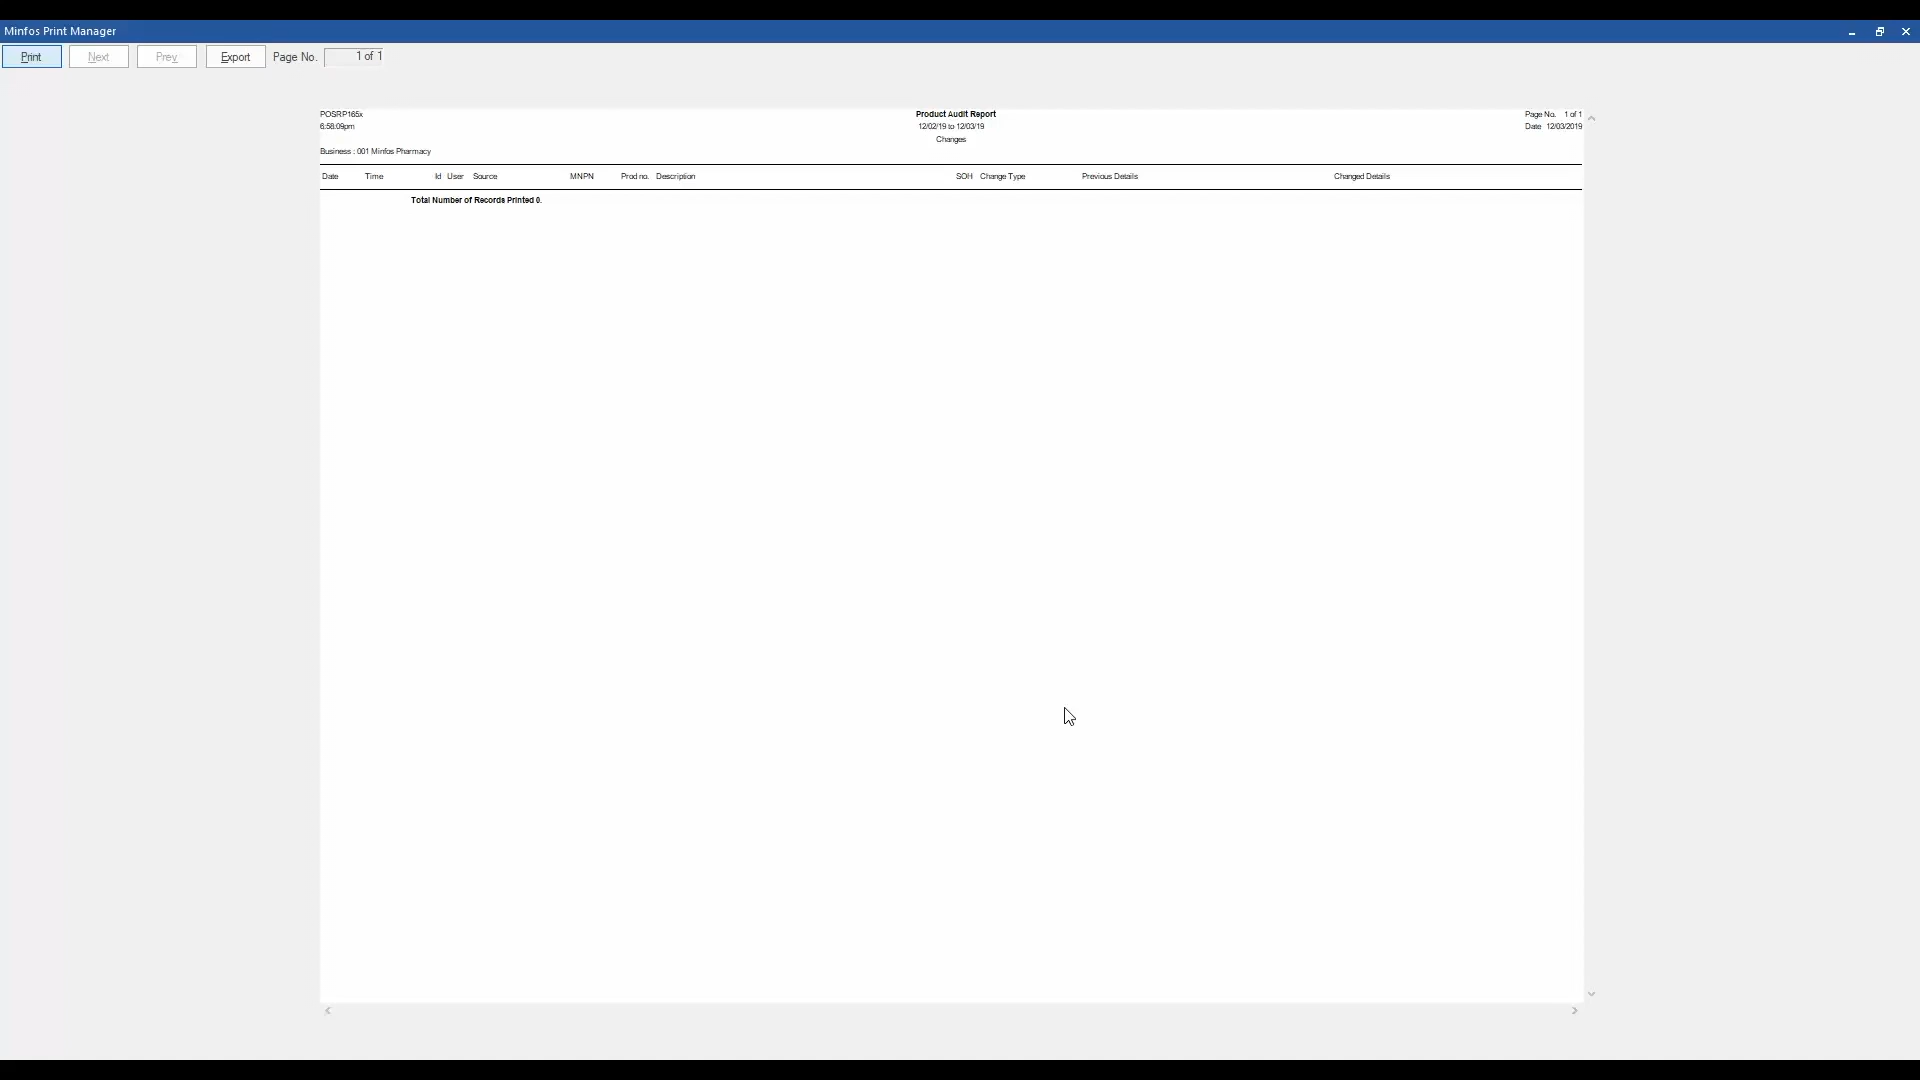 Minfos Print Manager
Print Next Prev Export Page No. 1 of 1
POSRP165x Product Audit Report Page No. 1 of 1
6:58:09pm 12/02/19 to 12/03/19 Date 12/03/2019
Changes
Business : 001 Minfos Pharmacy
Date Time Id User Source MNPN Prod no. Description SOH Change Type Previous Details Changed Details
Total Number of Records Printed 0.